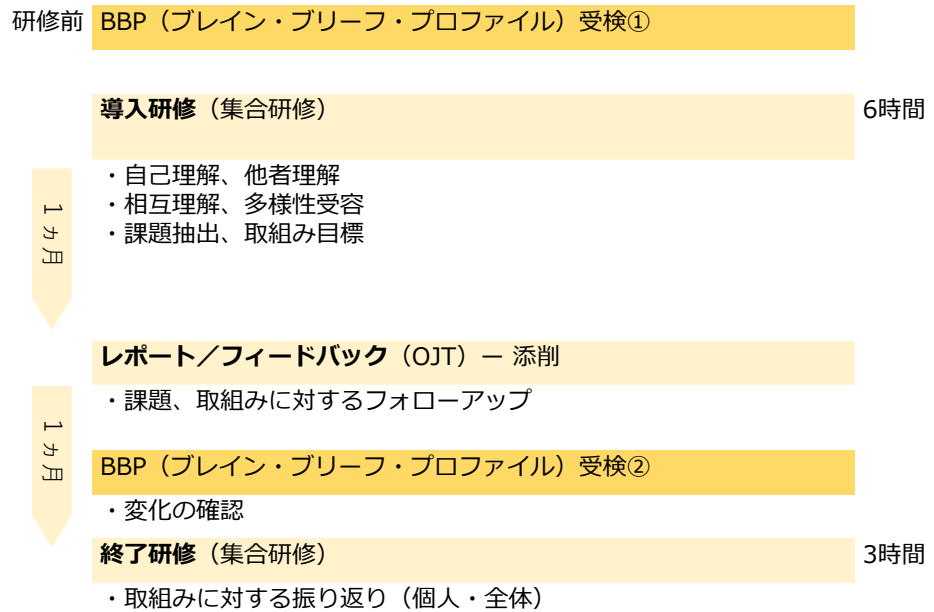 研修前 BBP（ブレイン・ブリーフ・プロファイル）受検①
導入研修（集合研修） 6時間
・自己理解、他者理解
・相互理解、多様性受容
・課題抽出、取組み目標
1ヵ月
レポート／フィードバック（OJT）ー 添削
・課題、取組みに対するフォローアップ
1ヵ月
BBP（ブレイン・ブリーフ・プロファイル）受検②
・変化の確認
終了研修（集合研修） 3時間
・取組みに対する振り返り（個人・全体）